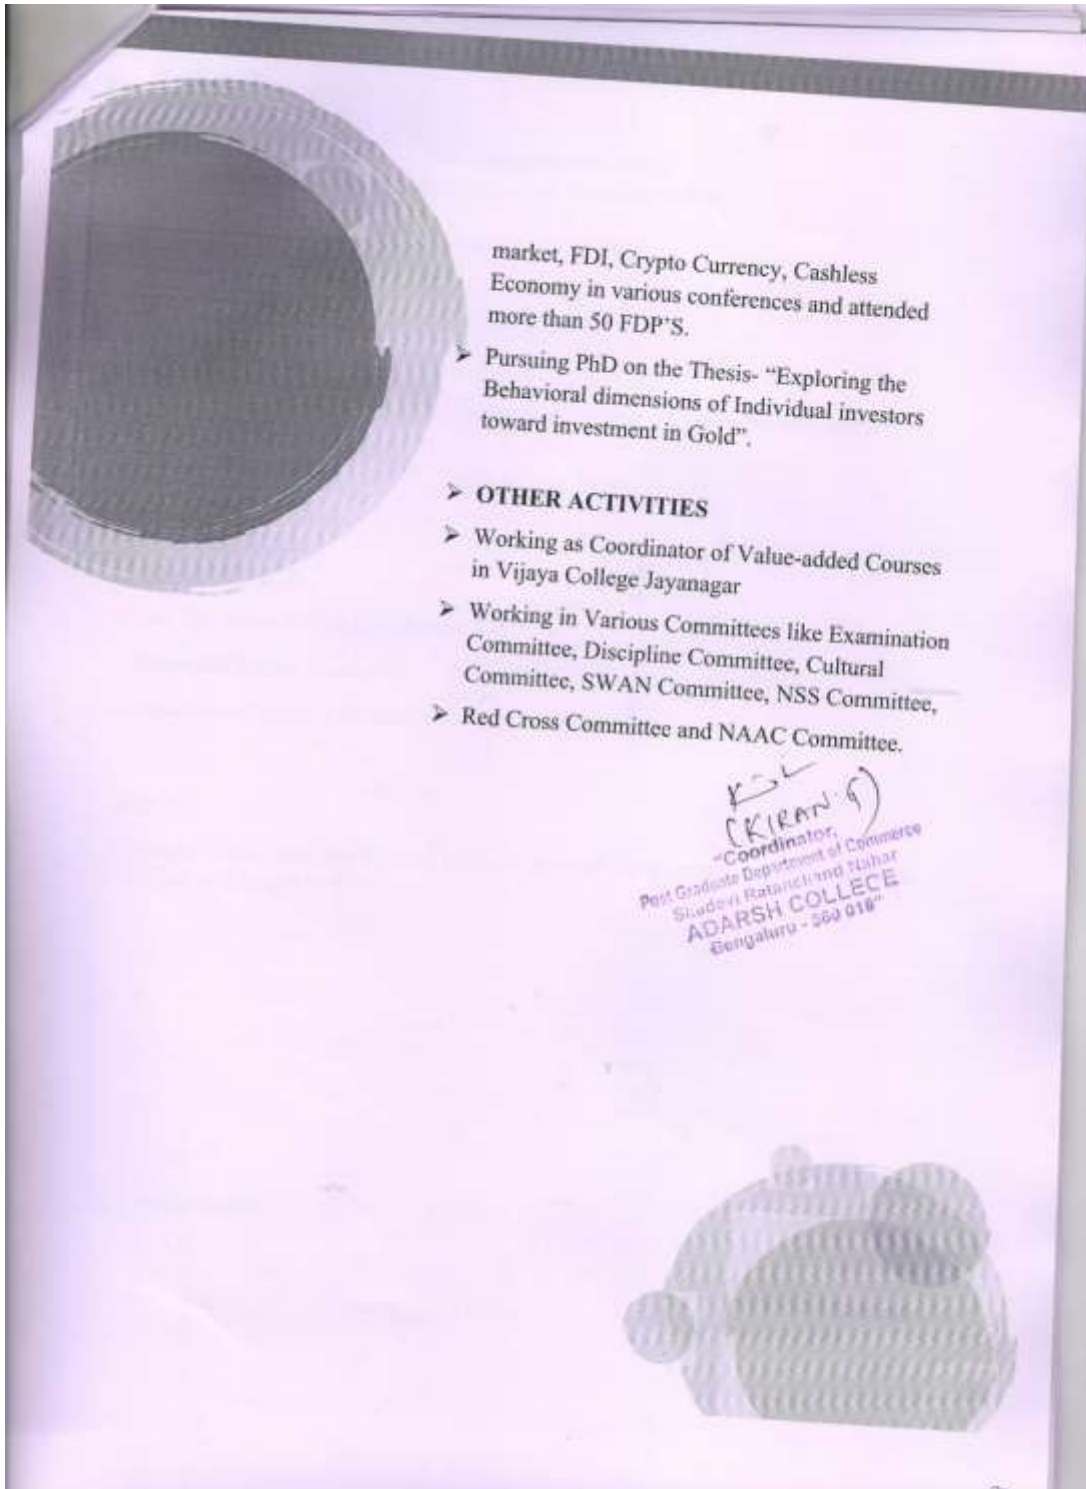 market, FDI, Crypto Currency, Cashless
Economy in various conferences and attended
more than 50 FDP'S.
➢ Pursuing PhD on the Thesis- “Exploring the
Behavioral dimensions of Individual investors
toward investment in Gold”.
➢ OTHER ACTIVITIES
➢ Working as Coordinator of Value-added Courses
in Vijaya College Jayanagar
➢ Working in Various Committees like Examination
Committee, Discipline Committee, Cultural
Committee, SWAN Committee, NSS Committee,
➢ Red Cross Committee and NAAC Committee.
(KIRAN.G)
"Coordinator,
Post Graduate Department of Commerce
Ratanchand Nahar
ADARSH COLLEGE
Bengaluru - 560 018"